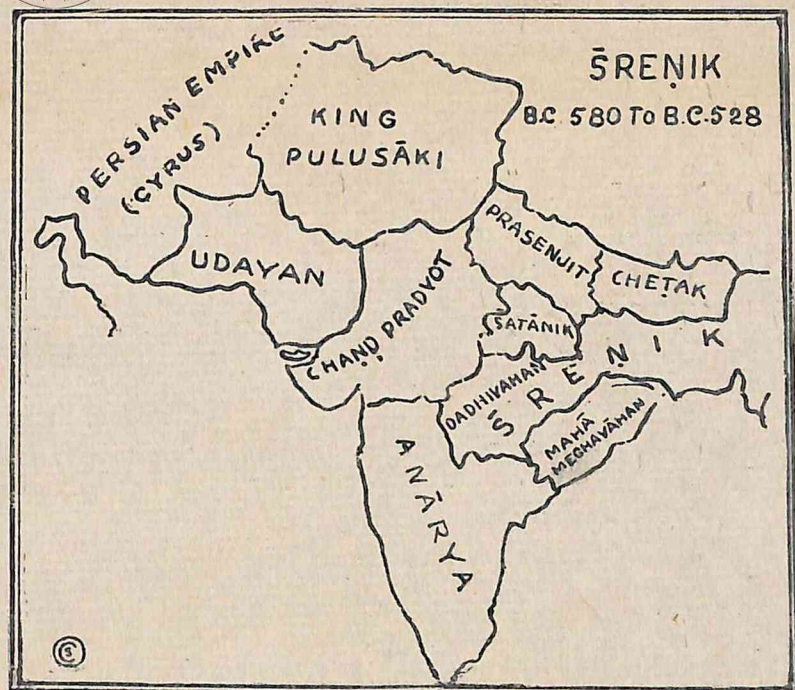 ŚREṆIK
B.C. 580 To B.C. 528
PERSIAN EMPIRE
(CYRUS)
KING
PULUSĀKI
UDAYAN
CHAṆḌ PRADYOT
PRASENJIT
CHEṬAK
SATĀNIK
DADHIVĀHAN
ŚREṆIK
MAHĀ
MEGHAVĀHAN
ANĀRYA